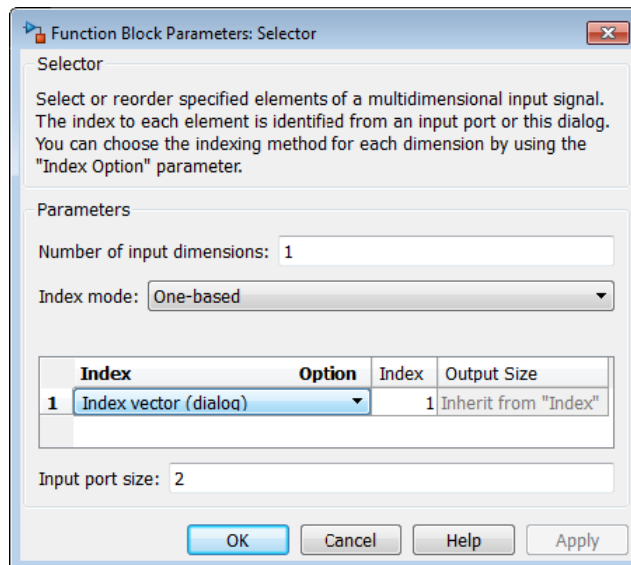 Function Block Parameters: Selector
Selector
Select or reorder specified elements of a multidimensional input signal.
The index to each element is identified from an input port or this dialog.
You can choose the indexing method for each dimension by using the
"Index Option" parameter.
Parameters
Number of input dimensions: 1
Index mode: One-based
Index Option Index Output Size
1 Index vector (dialog) 1 Inherit from "Index"
Input port size: 2
OK Cancel Help Apply